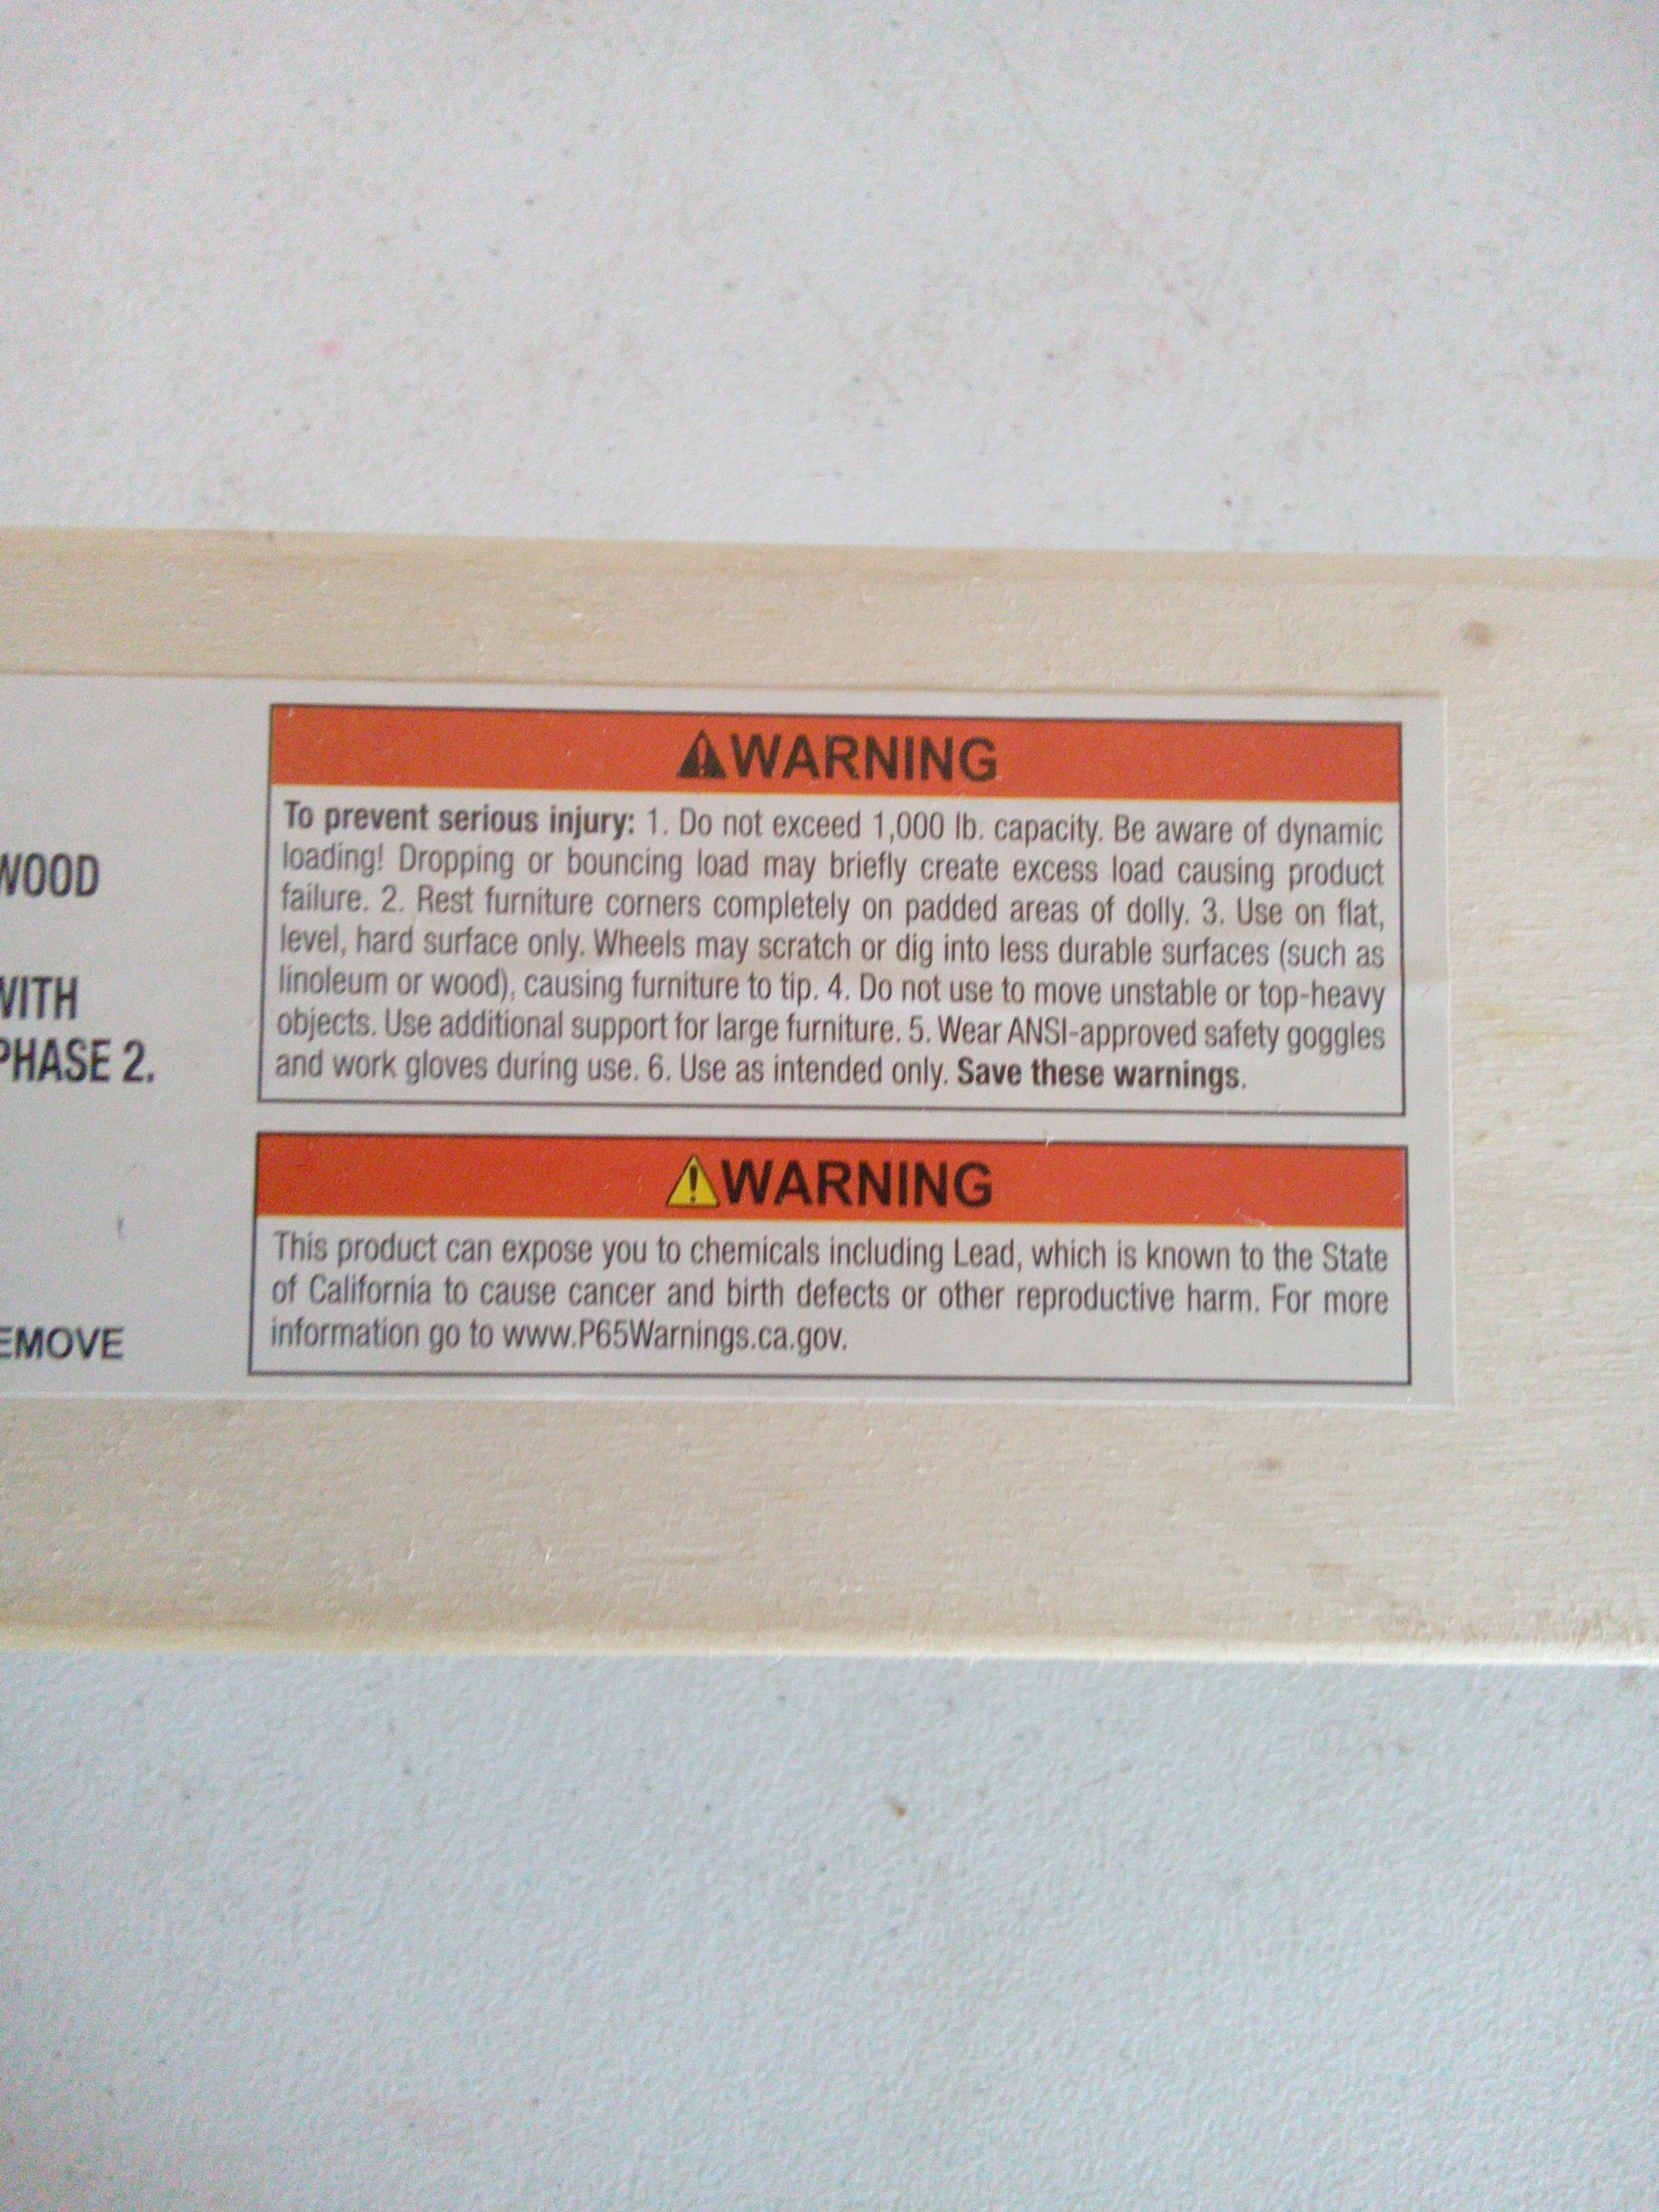 WOOD
WITH
PHASE 2.
EMOVE
WARNING
To prevent serious injury: 1. Do not exceed 1,000 lb. capacity. Be aware of dynamic
loading! Dropping or bouncing load may briefly create excess load causing product
failure. 2. Rest furniture corners completely on padded areas of dolly. 3. Use on flat,
level, hard surface only. Wheels may scratch or dig into less durable surfaces (such as
linoleum or wood), causing furniture to tip. 4. Do not use to move unstable or top-heavy
objects. Use additional support for large furniture. 5. Wear ANSI-approved safety goggles
and work gloves during use. 6. Use as intended only. Save these warnings.
WARNING
This product can expose you to chemicals including Lead, which is known to the State
of California to cause cancer and birth defects or other reproductive harm. For more
information go to www.P65Warnings.ca.gov.